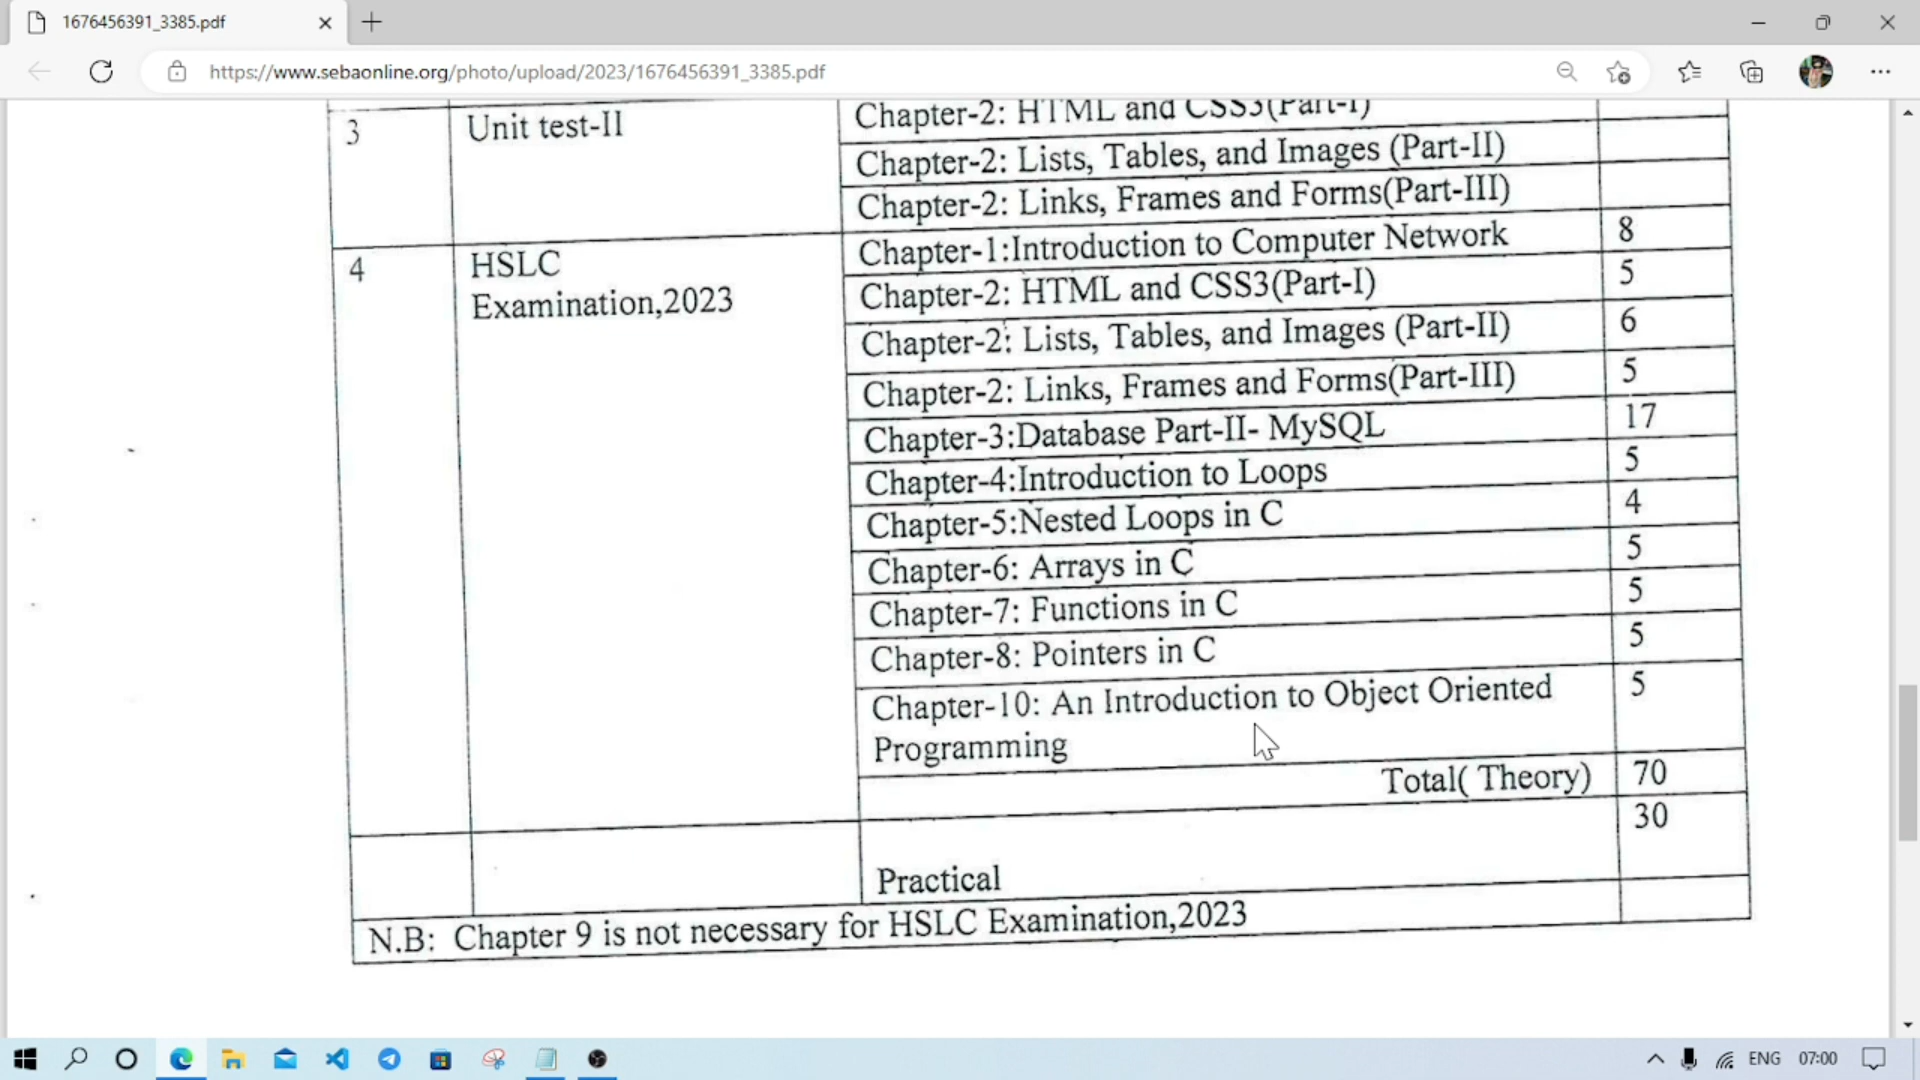 1676456391_3385.pdf
https://www.sebaonline.org/photo/upload/2023/1676456391_3385.pdf
3 Unit test-II Chapter-2: HTML and CSS3(Part-I)
Chapter-2: Lists, Tables, and Images (Part-II)
Chapter-2: Links, Frames and Forms(Part-III)
4 HSLC Chapter-1:Introduction to Computer Network 8
Examination,2023 Chapter-2: HTML and CSS3(Part-I) 5
Chapter-2: Lists, Tables, and Images (Part-II) 6
Chapter-2: Links, Frames and Forms(Part-III) 5
Chapter-3:Database Part-II- MySQL 17
Chapter-4:Introduction to Loops 5
Chapter-5:Nested Loops in C 4
Chapter-6: Arrays in C 5
Chapter-7: Functions in C 5
Chapter-8: Pointers in C 5
Chapter-10: An Introduction to Object Oriented 5
Programming
Total( Theory) 70
30
Practical
N.B: Chapter 9 is not necessary for HSLC Examination,2023
ENG 07:00